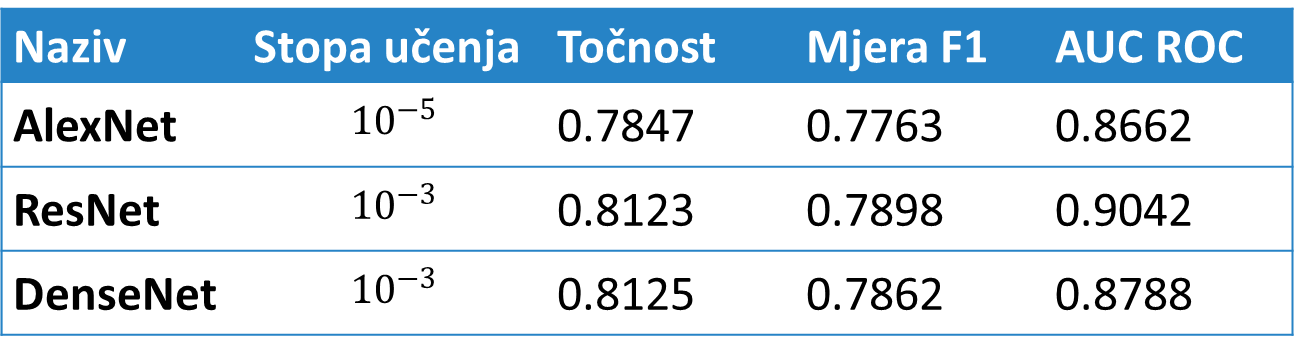 Naziv Stopa učenja Točnost Mjera F1 AUC ROC
AlexNet 10⁻⁵ 0.7847 0.7763 0.8662
ResNet 10⁻³ 0.8123 0.7898 0.9042
DenseNet 10⁻³ 0.8125 0.7862 0.8788